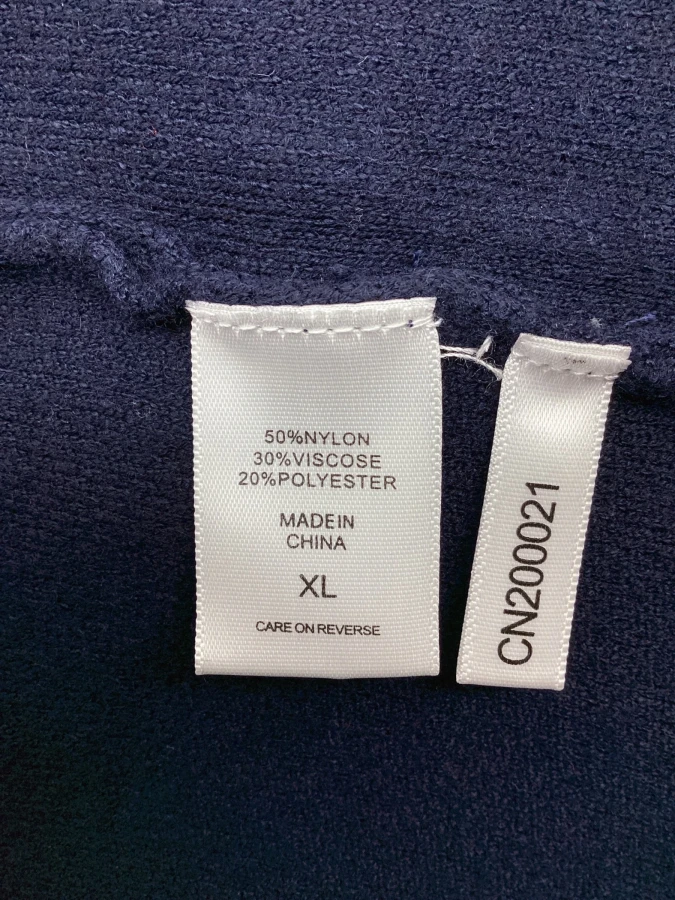 50%NYLON
30%VISCOSE
20%POLYESTER
MADE IN
CHINA
XL
CARE ON REVERSE
CN200021